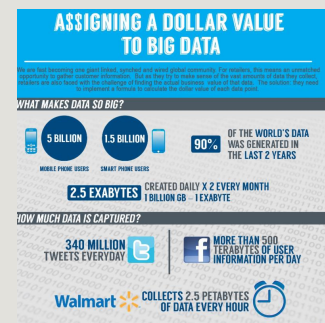 A$$IGNING A DOLLAR VALUE
TO BIG DATA
We are fast becoming one giant linked, synched and wired global community. For retailers, this means an unmatched
opportunity to gather customer information. But as they try to make sense of the vast amounts of data they collect,
retailers are also faced with the challenge of finding the actual business value of that data. The solution: they need
to implement a formula to calculate the dollar value of each data point.
WHAT MAKES DATA SO BIG?
5 BILLION
MOBILE PHONE USERS
1.5 BILLION
SMART PHONE USERS
90%
OF THE WORLD'S DATA
WAS GENERATED IN
THE LAST 2 YEARS
2.5 EXABYTES
CREATED DAILY X 2 EVERY MONTH
1 BILLION GB = 1 EXABYTE
HOW MUCH DATA IS CAPTURED?
340 MILLION
TWEETS EVERYDAY
f
MORE THAN 500
TERABYTES OF USER
INFORMATION PER DAY
Walmart
COLLECTS 2.5 PETABYTES
OF DATA EVERY HOUR